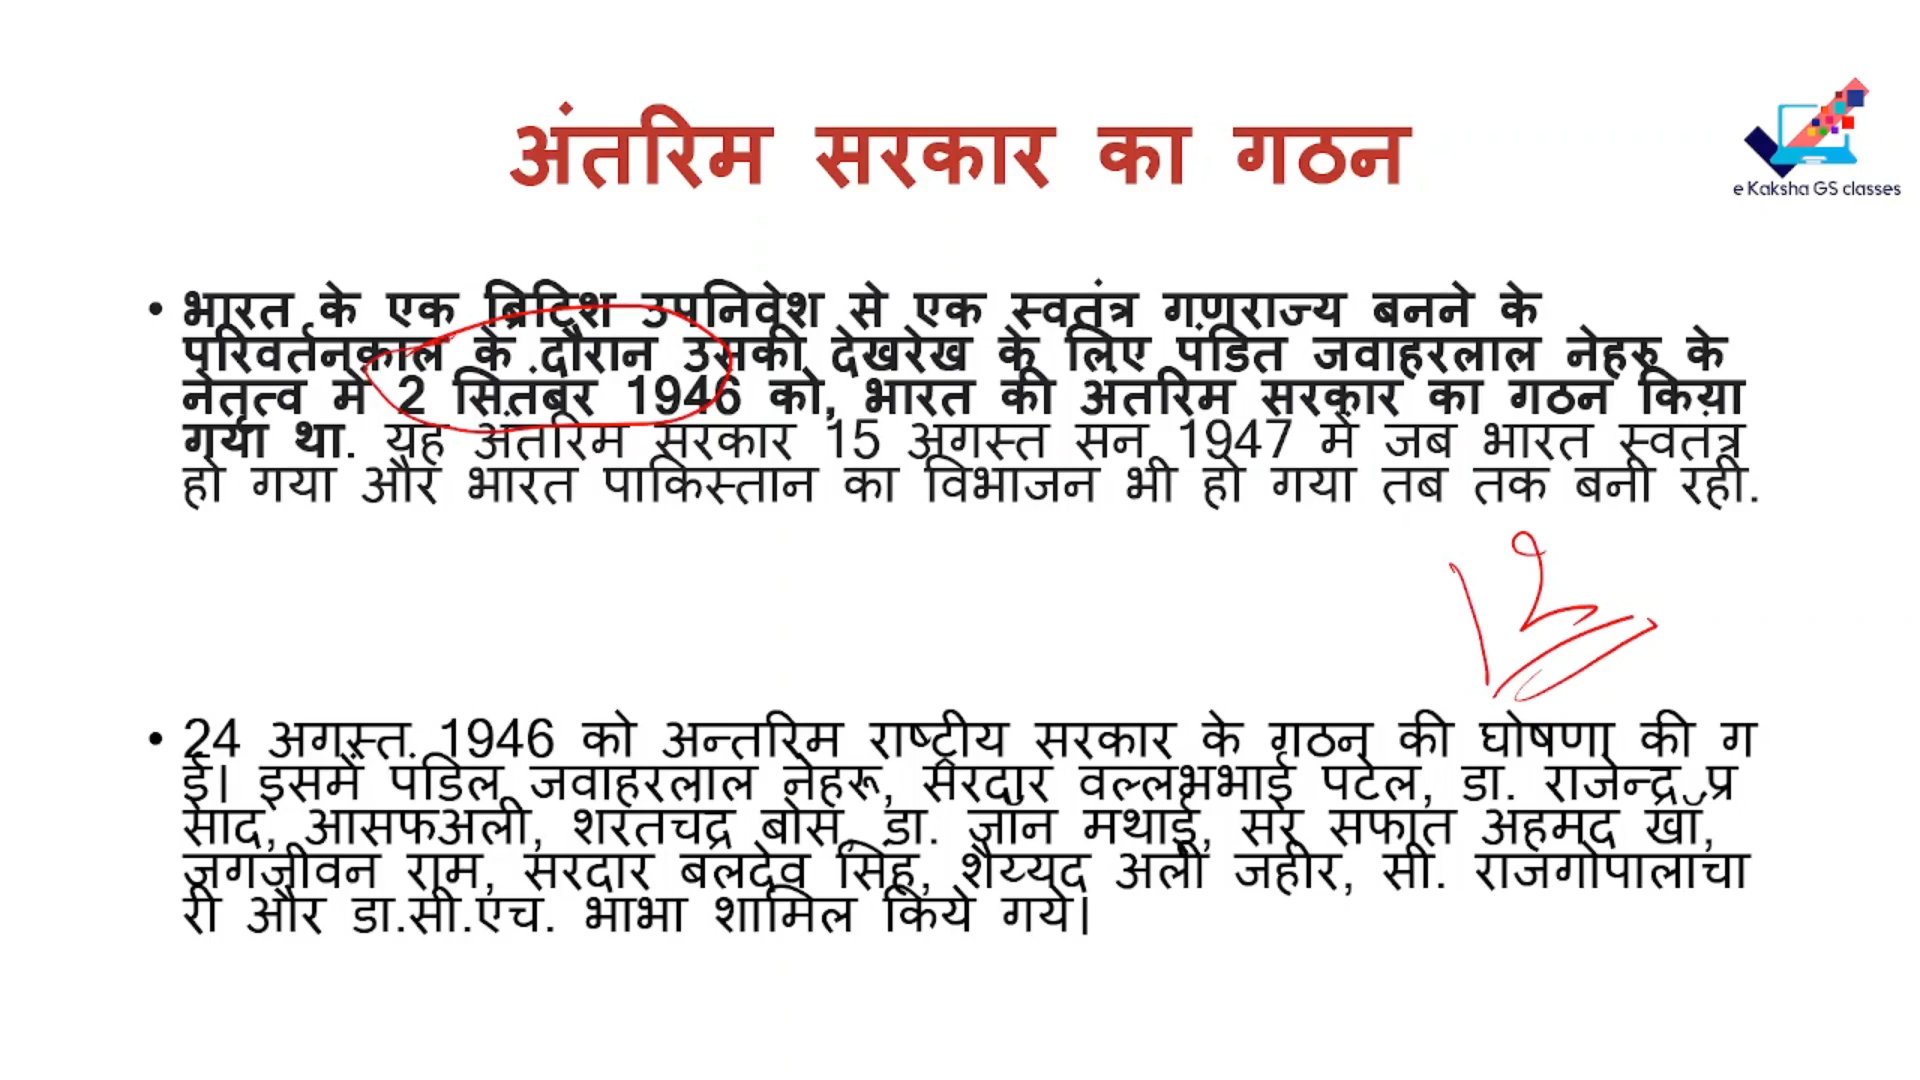 अंतरिम सरकार का गठन
e Kaksha GS classes
• भारत के एक ब्रिटिश उपनिवेश से एक स्वतंत्र गणराज्य बनने के
परिवर्तनकाल के दौरान उसकी देखरेख के लिए पंडित जवाहरलाल नेहरु के
नेतृत्व में 2 सितंबर 1946 को, भारत की अंतरिम सरकार का गठन किया
गया था. यह अंतरिम सरकार 15 अगस्त सन 1947 में जब भारत स्वतंत्र
हो गया और भारत पाकिस्तान का विभाजन भी हो गया तब तक बनी रही.
12
• 24 अगस्त 1946 को अन्तरिम राष्ट्रीय सरकार के गठन की घोषणा की ग
ई। इसमें पंडित जवाहरलाल नेहरू, सरदार वल्लभभाई पटेल, डा. राजेन्द्र प्र
साद, आसफअली, शरतचंद्र बोस, डा. जॉन मथाई, सर सफात अहमद खाँ,
जगजीवन राम, सरदार बलदेव सिंह, शैय्यद अली जहीर, सी. राजगोपालाचा
री और डा.सी.एच. भाभा शामिल किये गये।